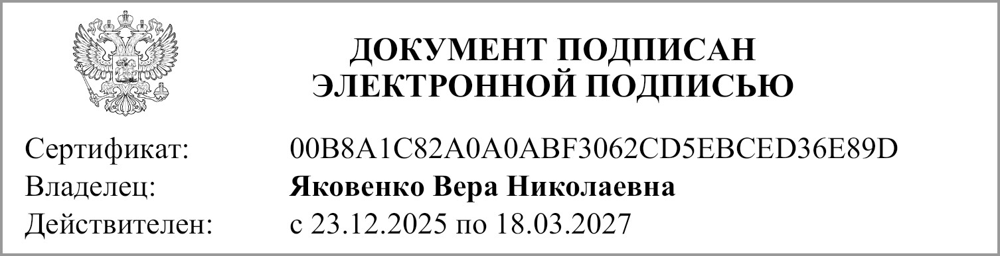 ДОКУМЕНТ ПОДПИСАН
ЭЛЕКТРОННОЙ ПОДПИСЬЮ
Сертификат: 00B8A1C82A0A0ABF3062CD5EBCED36E89D
Владелец: Яковенко Вера Николаевна
Действителен: с 23.12.2025 по 18.03.2027